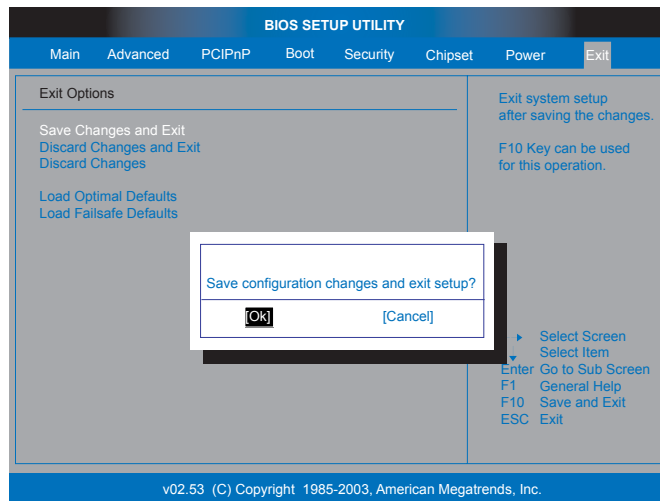 BIOS SETUP UTILITY
Main Advanced PCIPnP Boot Security Chipset Power Exit
Exit Options
Save Changes and Exit
Discard Changes and Exit
Discard Changes
Load Optimal Defaults
Load Failsafe Defaults
Exit system setup
after saving the changes.
F10 Key can be used
for this operation.
Save configuration changes and exit setup?
[Ok] [Cancel]
Select Screen
Select Item
Enter Go to Sub Screen
F1 General Help
F10 Save and Exit
ESC Exit
v02.53 (C) Copyright 1985-2003, American Megatrends, Inc.